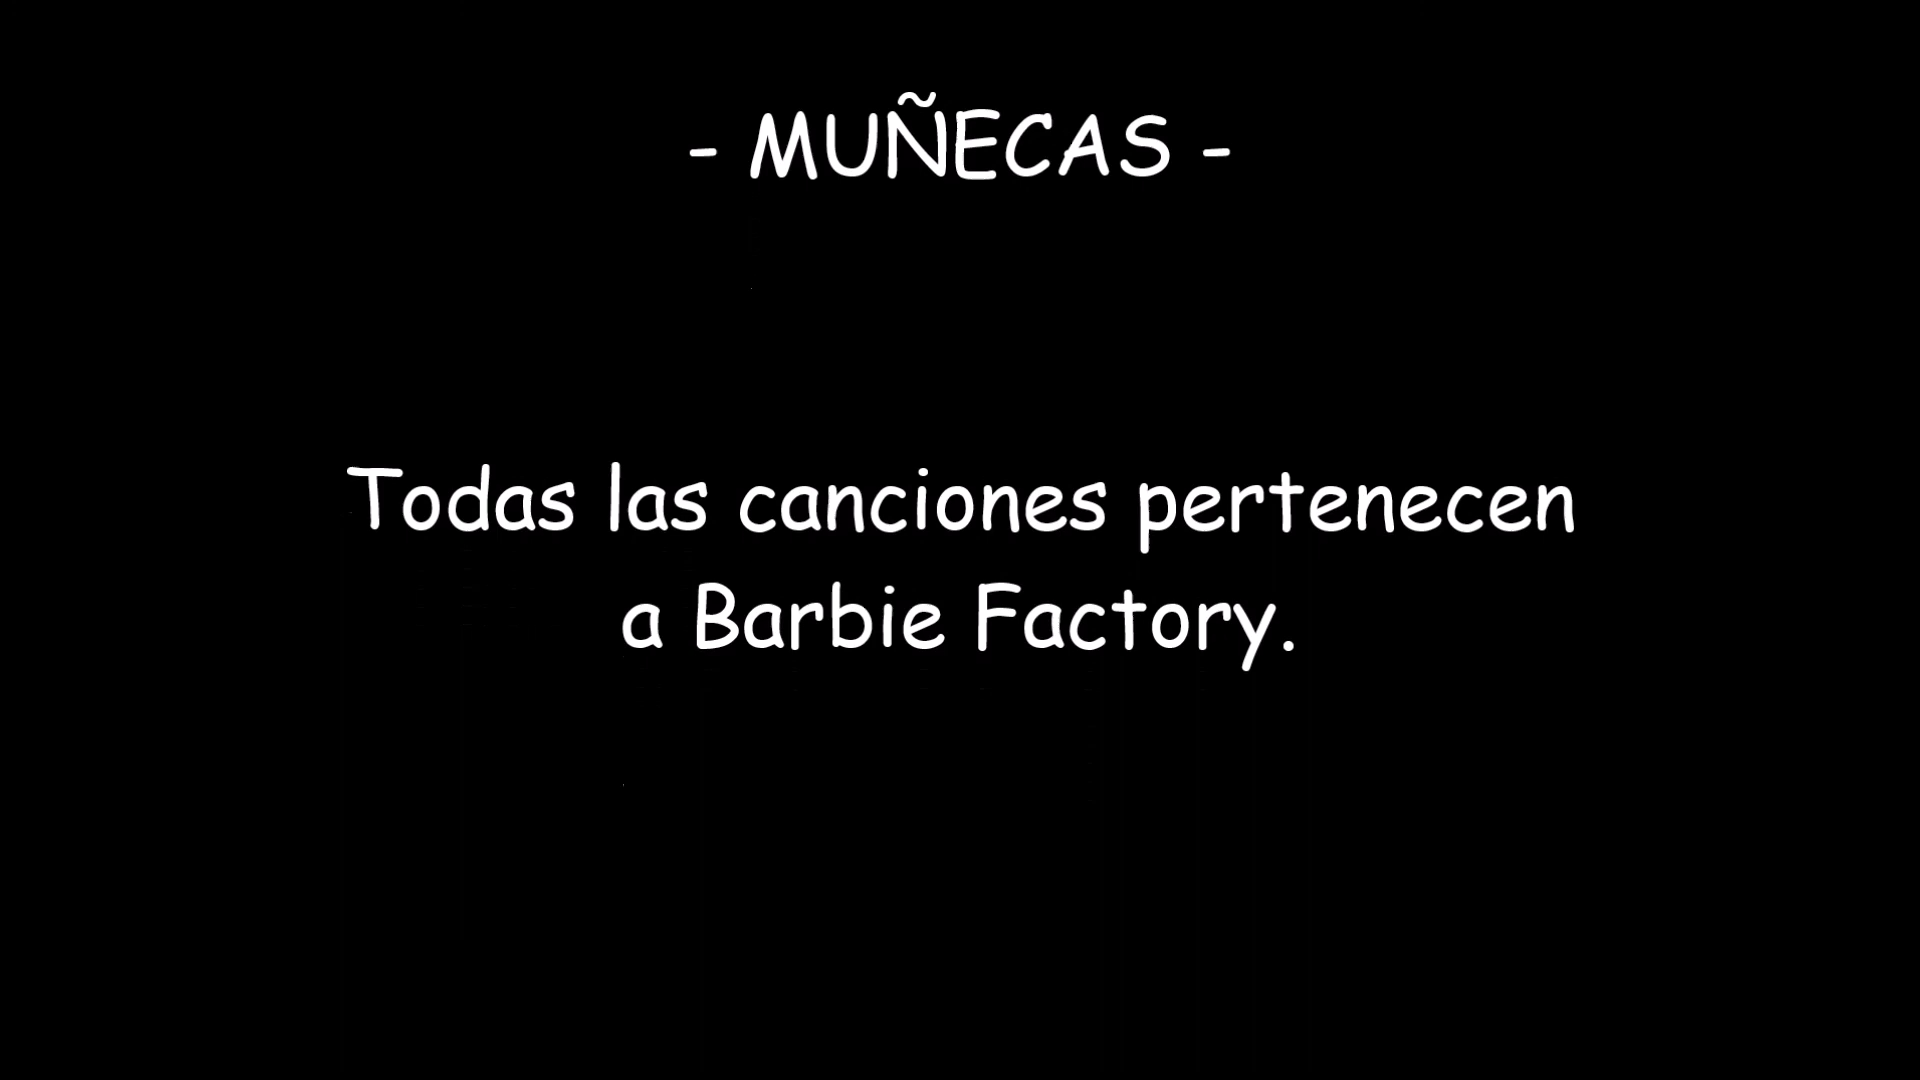 - MUÑECAS -
Todas las canciones pertenecen
a Barbie Factory.